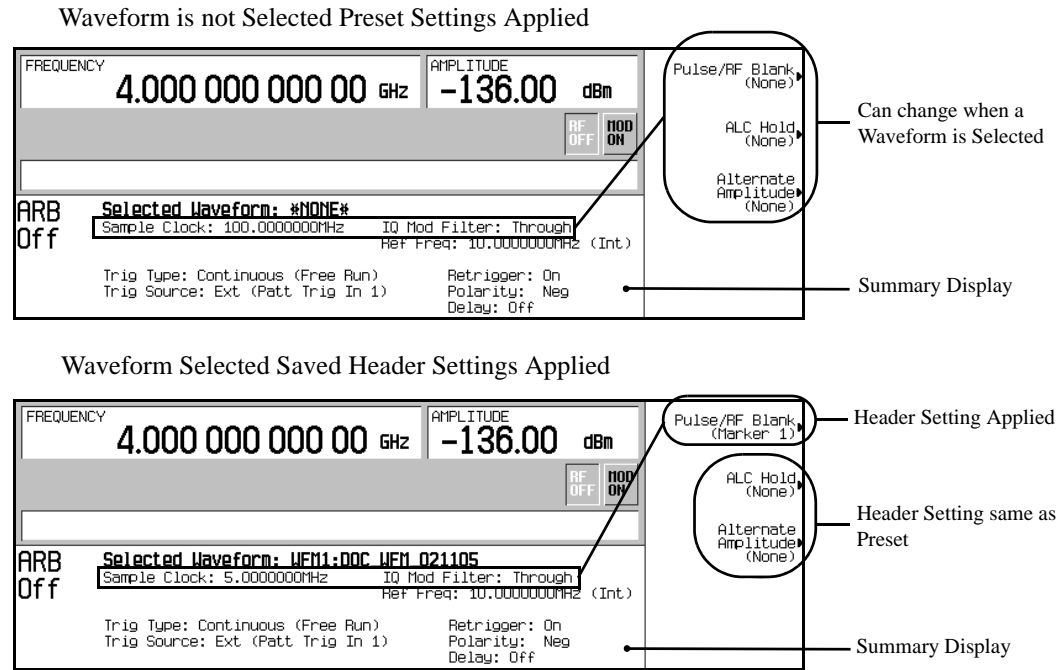 Waveform is not Selected Preset Settings Applied
FREQUENCY
4.000 000 000 00 GHz
AMPLITUDE
-136.00 dBm
RF OFF
MOD ON
Pulse/RF Blank
(None)
ALC Hold
(None)
Alternate
Amplitude
(None)
Can change when a
Waveform is Selected
ARB
Off
Selected Waveform: *NONE*
Sample Clock: 100.0000000MHz IQ Mod Filter: Through
Ref Freq: 10.0000000MHz (Int)
Trig Type: Continuous (Free Run) Retrigger: On
Trig Source: Ext (Patt Trig In 1) Polarity: Neg
Delay: Off
Summary Display
Waveform Selected Saved Header Settings Applied
FREQUENCY
4.000 000 000 00 GHz
AMPLITUDE
-136.00 dBm
RF OFF
MOD ON
Pulse/RF Blank
(Marker 1)
Header Setting Applied
ALC Hold
(None)
Alternate
Amplitude
(None)
Header Setting same as
Preset
ARB
Off
Selected Waveform: WFM1:DOC_WFM_021105
Sample Clock: 5.0000000MHz IQ Mod Filter: Through
Ref Freq: 10.0000000MHz (Int)
Trig Type: Continuous (Free Run) Retrigger: On
Trig Source: Ext (Patt Trig In 1) Polarity: Neg
Delay: Off
Summary Display